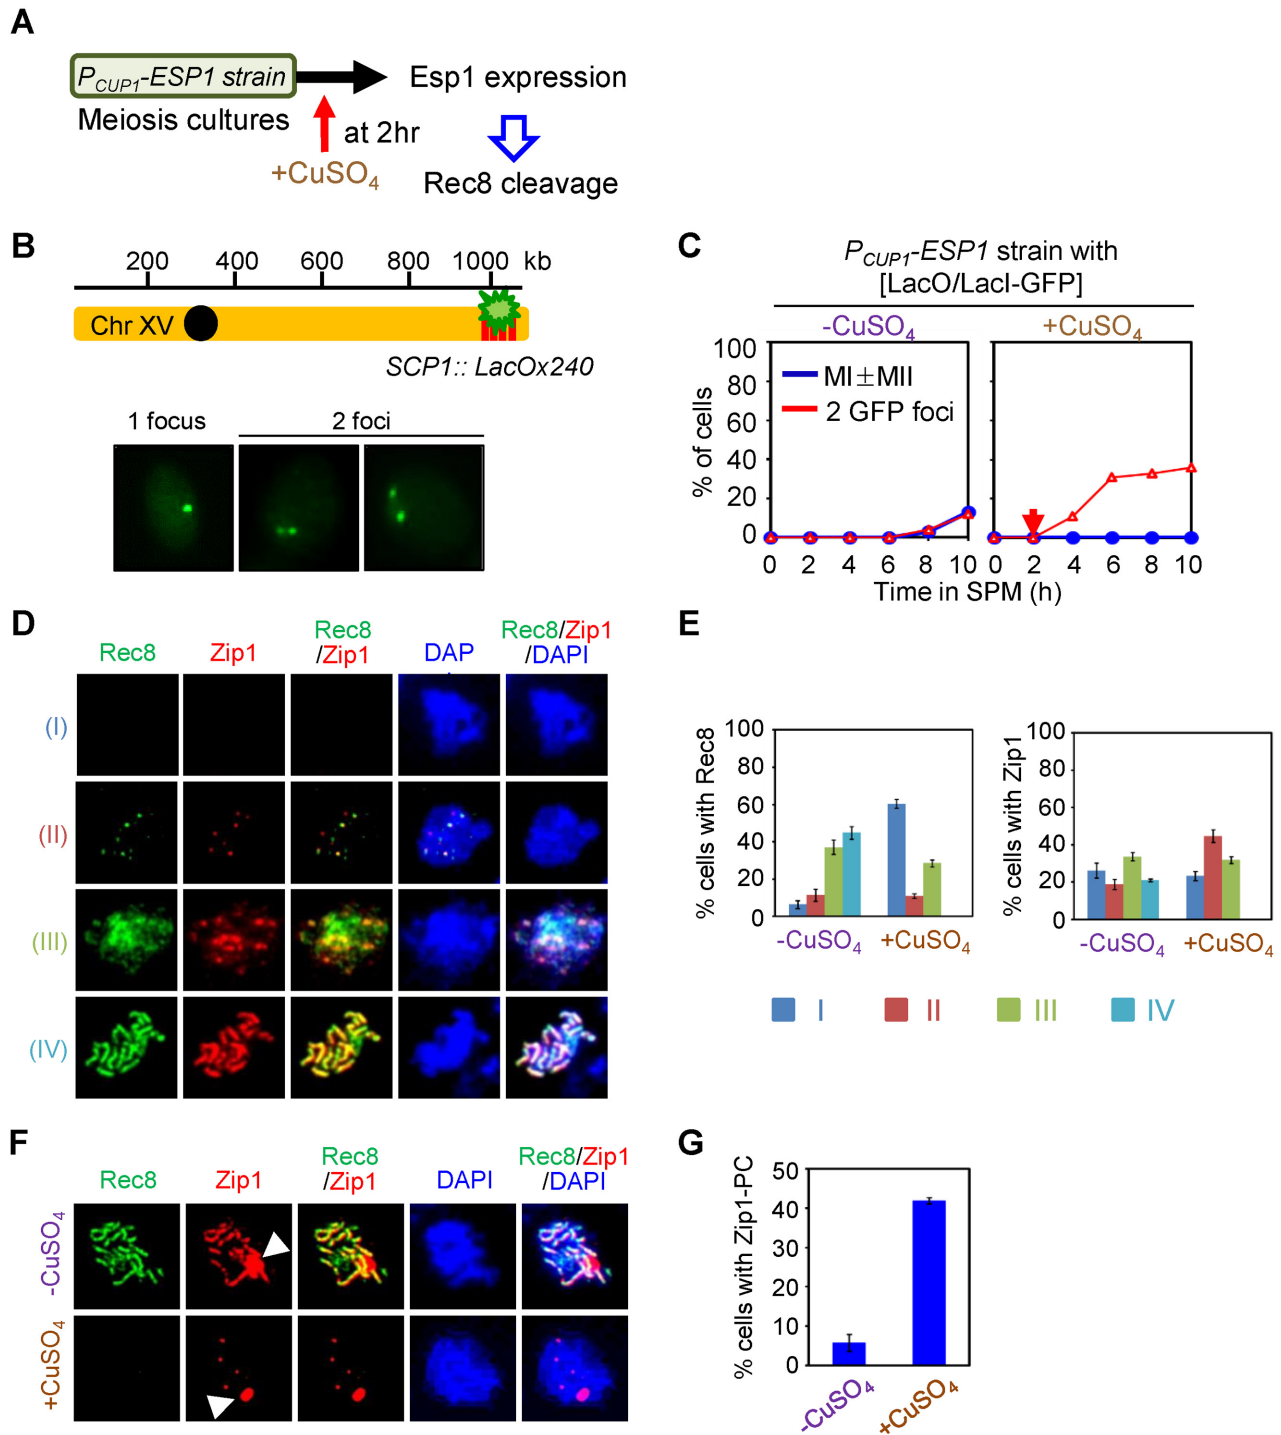 A
P_CUP1-ESP1 strain
Esp1 expression
Meiosis cultures
at 2hr
+CuSO4
Rec8 cleavage
B
200 400 600 800 1000 kb
Chr XV
SCP1:: LacOx240
1 focus 2 foci
C
P_CUP1-ESP1 strain with
[LacO/LacI-GFP]
-CuSO4 +CuSO4
% of cells
100
80
60
40
20
0
MI±MII
2 GFP foci
0 2 4 6 8 10 0 2 4 6 8 10
Time in SPM (h)
D
Rec8 Zip1 Rec8/Zip1 DAP Rec8/Zip1/DAPI
(I)
(II)
(III)
(IV)
E
% cells with Rec8
100
80
60
40
20
0
-CuSO4 +CuSO4
% cells with Zip1
100
80
60
40
20
0
-CuSO4 +CuSO4
I II III IV
F
Rec8 Zip1 Rec8/Zip1 DAPI Rec8/Zip1/DAPI
-CuSO4
+CuSO4
G
% cells with Zip1-PC
50
40
30
20
10
0
-CuSO4 +CuSO4